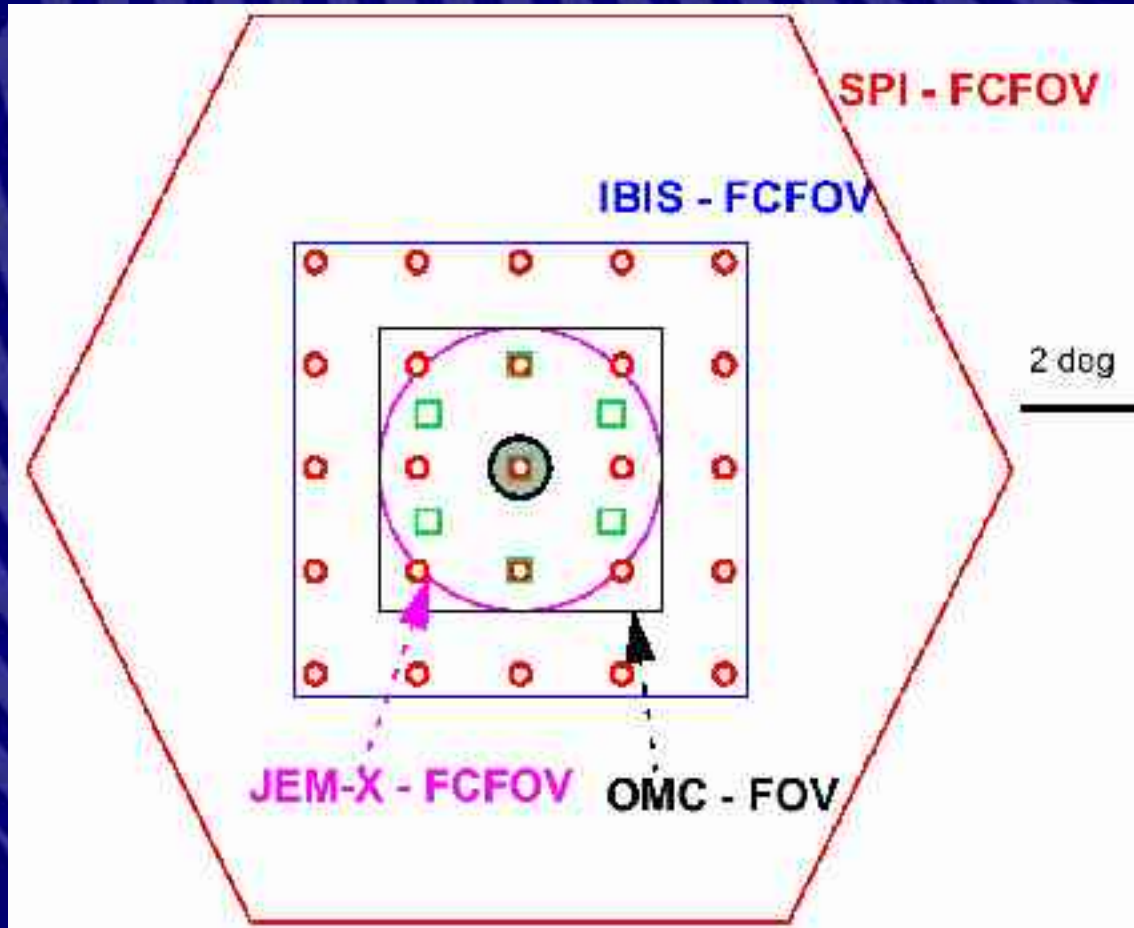 SPI - FCFOV
IBIS - FCFOV
2 deg
JEM-X - FCFOV
OMC - FOV